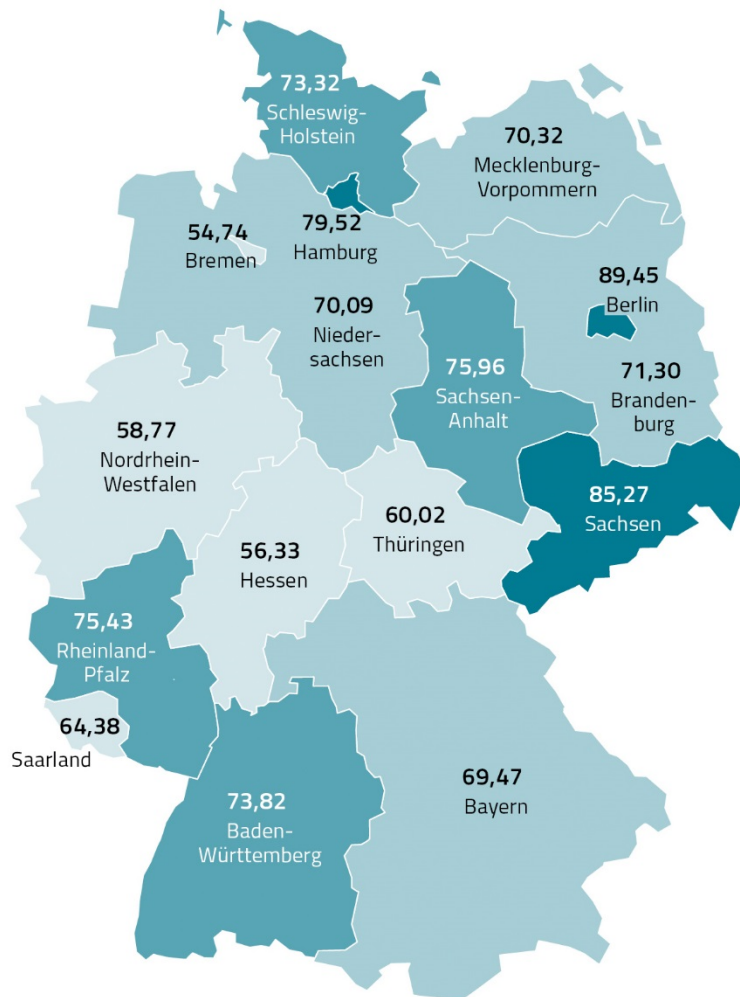 73,32
Schleswig-
Holstein
70,32
Mecklenburg-
Vorpommern
54,74
Bremen
79,52
Hamburg
89,45
Berlin
70,09
Nieder-
sachsen
75,96
Sachsen-
Anhalt
71,30
Branden-
burg
58,77
Nordrhein-
Westfalen
85,27
Sachsen
60,02
Thüringen
56,33
Hessen
75,43
Rheinland-
Pfalz
64,38
Saarland
73,82
Baden-
Württemberg
69,47
Bayern